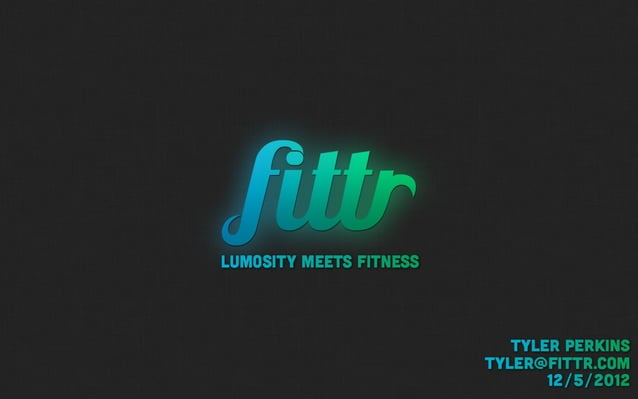 fittr
LUMOSITY MEETS FITNESS
TYLER PERKINS
TYLER@FITTR.COM
12/5/2012